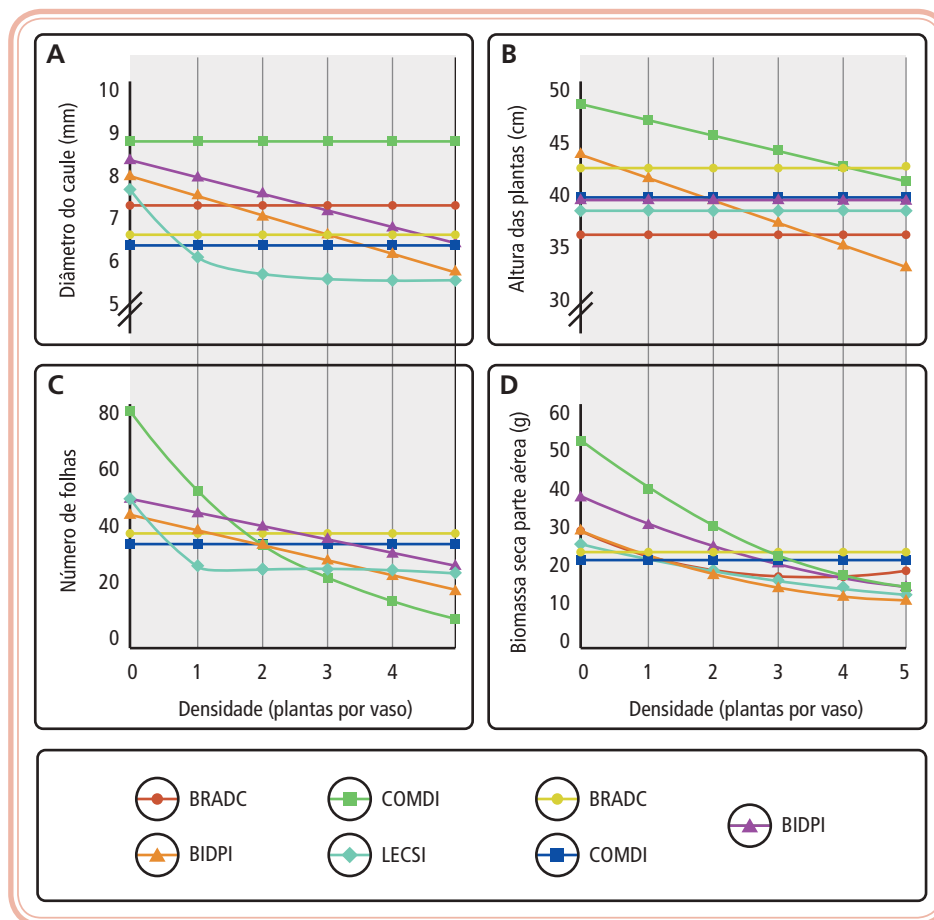 A
Diâmetro do caule (mm)
10
9
8
7
6
5
B
Altura das plantas (cm)
50
45
40
35
30
C
Número de folhas
80
60
40
20
0
0 1 2 3 4
Densidade (plantas por vaso)
D
Biomassa seca parte aérea (g)
60
50
40
30
20
10
0
0 1 2 3 4 5
Densidade (plantas por vaso)
BRADC COMDI BRADC BIDPI
BIDPI LECSI COMDI